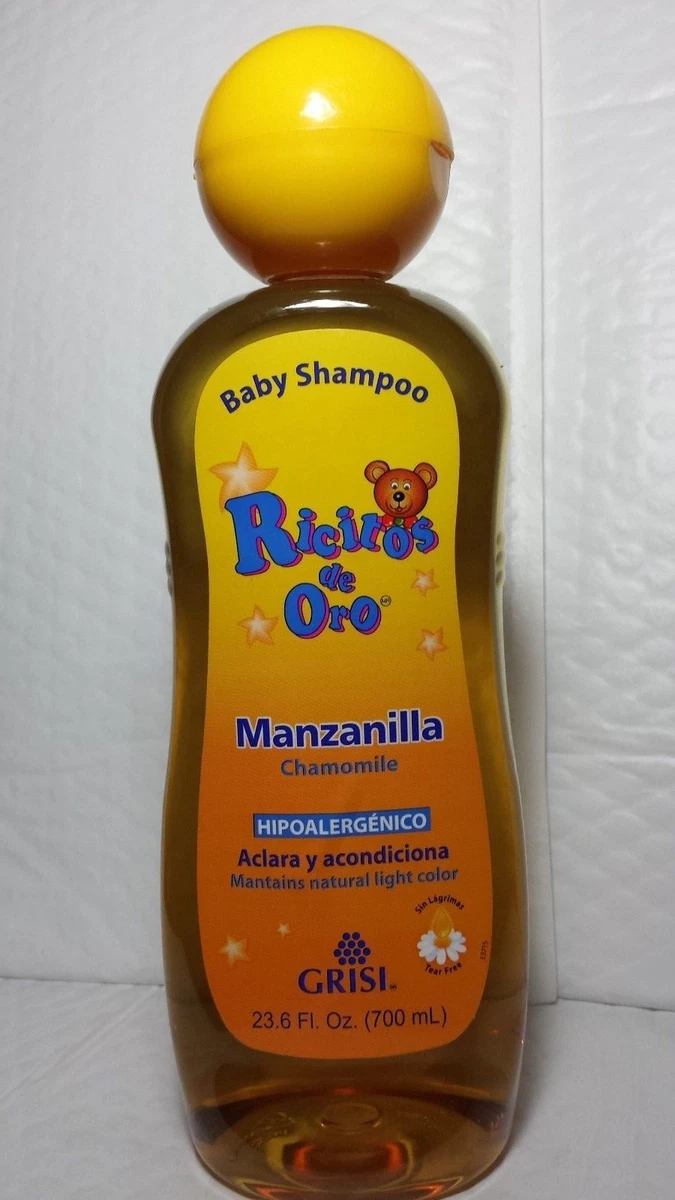 Baby Shampoo
Ricitos
de
Oro
Manzanilla
Chamomile
HIPOALERGÉNICO
Aclara y acondiciona
Mantains natural light color
Sin Lágrimas
Tear Free
GRISI
23.6 Fl. Oz. (700 mL)